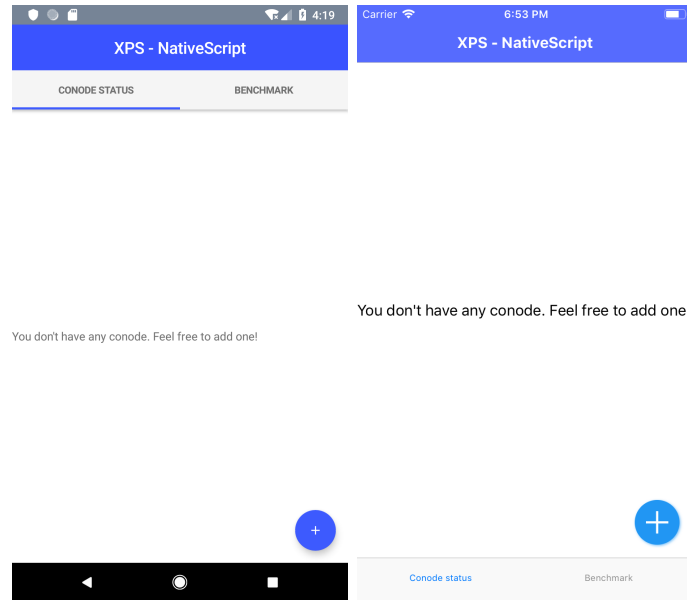 4:19
XPS - NativeScript
CONODE STATUS
BENCHMARK
You don't have any conode. Feel free to add one!
+
Carrier
6:53 PM
XPS - NativeScript
You don't have any conode. Feel free to add one
Conode status
Benchmark